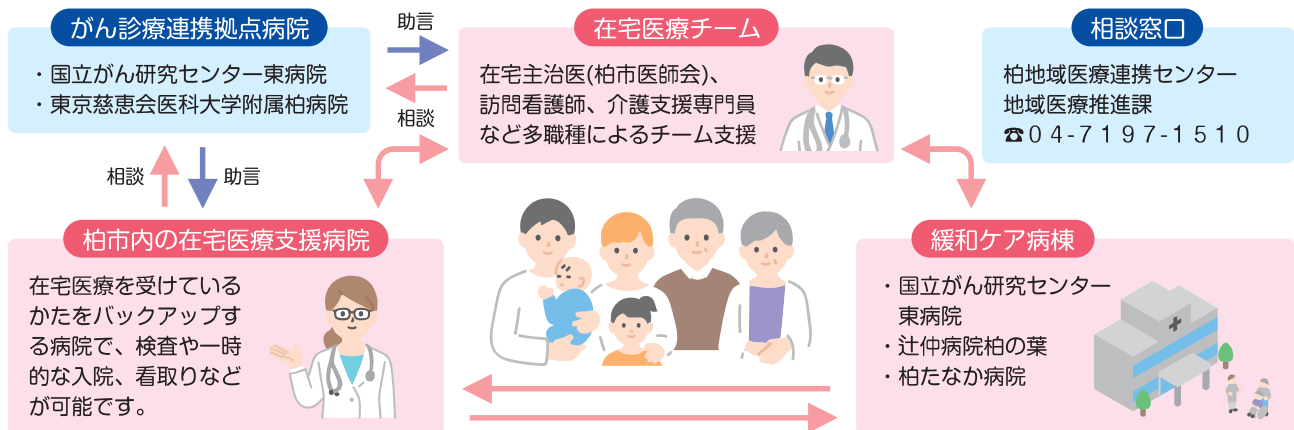 がん診療連携拠点病院
・国立がん研究センター東病院
・東京慈恵会医科大学附属柏病院
助言
相談
在宅医療チーム
在宅主治医(柏市医師会)、
訪問看護師、介護支援専門員
など多職種によるチーム支援
相談窓口
柏地域医療連携センター
地域医療推進課
☎04-7197-1510
相談
助言
柏市内の在宅医療支援病院
在宅医療を受けている
かたをバックアップす
る病院で、検査や一時
的な入院、看取りなど
が可能です。
緩和ケア病棟
・国立がん研究センター
東病院
・辻仲病院柏の葉
・柏たなか病院